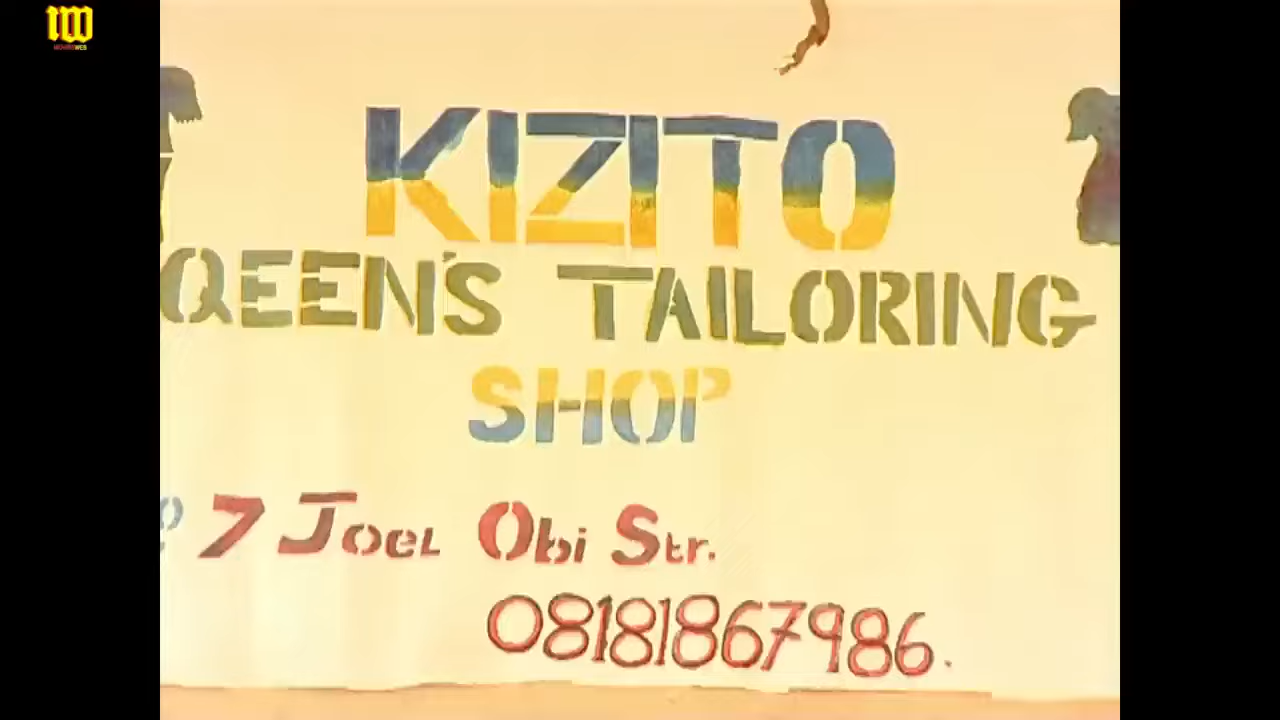 KIZITO
QEEN'S TAILORING
SHOP
7 Joel Obi Str.
08181867986.